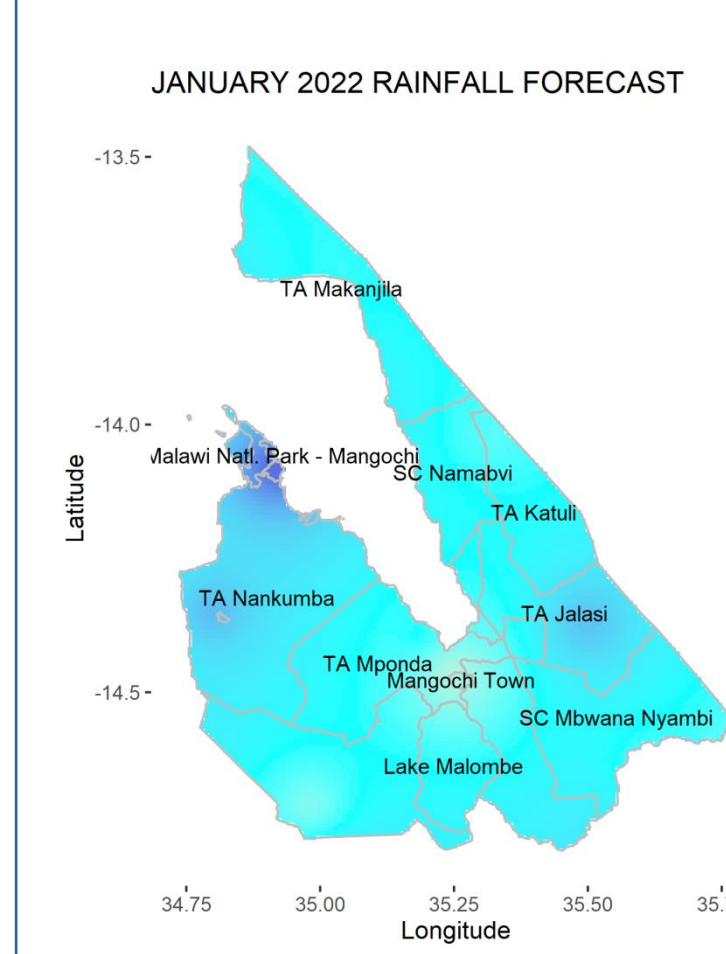 JANUARY 2022 RAINFALL FORECAST
-13.5
TA Makanjila
-14.0
Malawi Natl. Park - Mangochi
SC Namabvi
Latitude
TA Katuli
TA Nankumba
TA Jalasi
TA Mponda
Mangochi Town
-14.5
SC Mbwana Nyambi
Lake Malombe
34.75 35.00 35.25 35.50 35.
Longitude